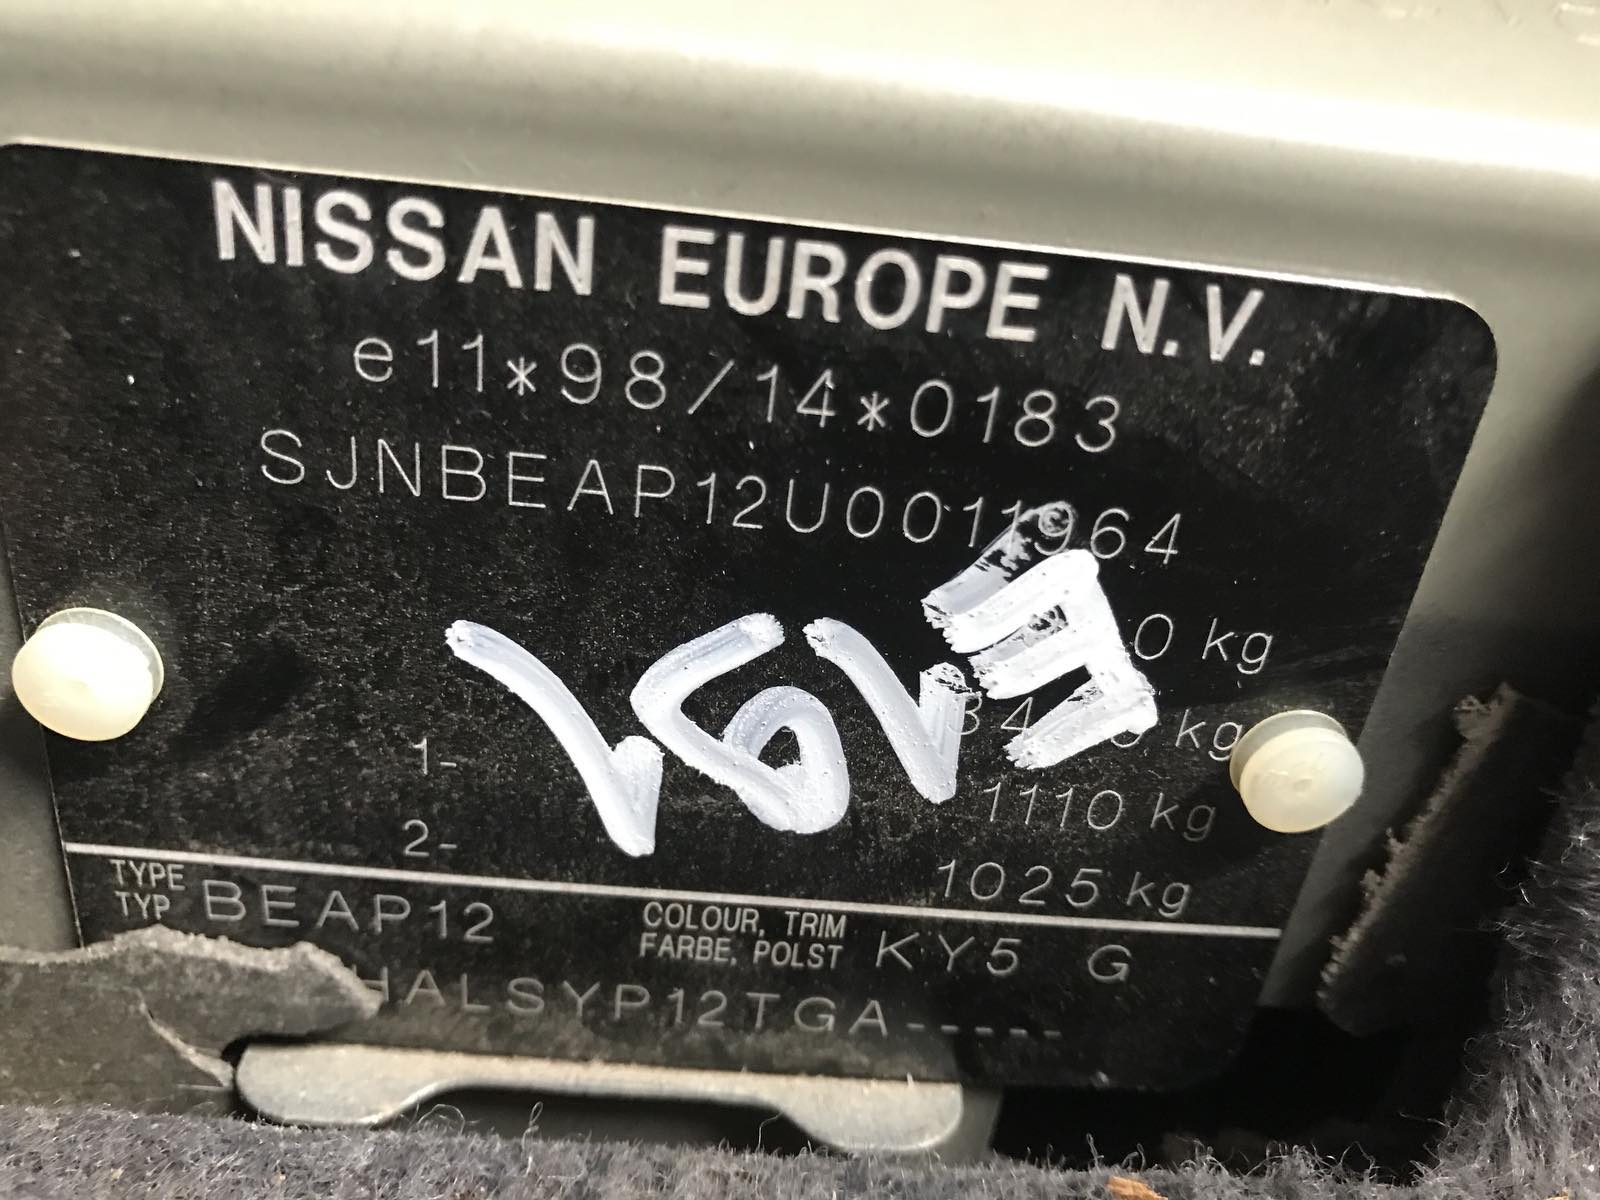 NISSAN EUROPE N.V.
e11*98/14*0183
SJNBEAP12U0011964
0 kg
kg
1- 1110 kg
2- 1025 kg
TYPE
TYP BEAP12
COLOUR, TRIM
FARBE, POLST KY5 G
HALSYP12TGA-----